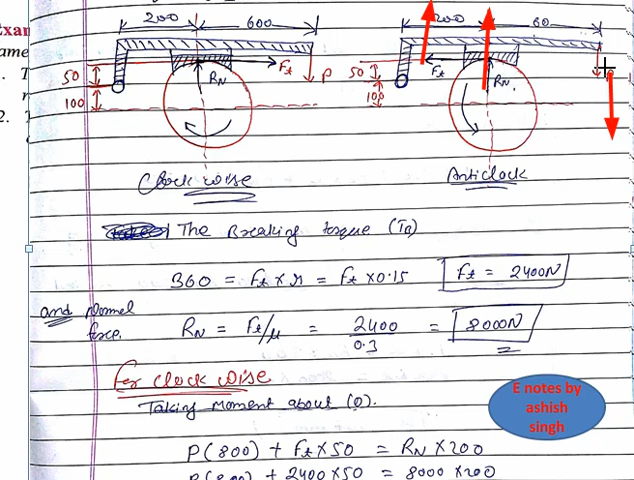 Exam
200 600 200 60
ame
50 Ft P 50 Ft
100 RN 100 RN.
2.
Clock wise Anticlock
The Breaking torque (TB)
360 = Ft × r = Ft × 0.15 Ft = 2400N
and Normal
force. RN = Ft/μ = 2400/0.3 = 8000N
For clock wise
Taking Moment about (O).
E notes by
ashish
singh
P(800) + Ft × 50 = RN × 200
P(800) + 2400 × 50 = 8000 × 200